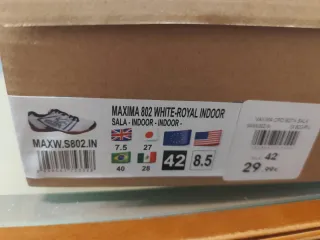 MAXIMA 802 WHITE-ROYAL INDOOR
SALA - INDOOR - INDOOR -
MAXW.S802.IN
7.5 27
40 28 42 8.5
42
29